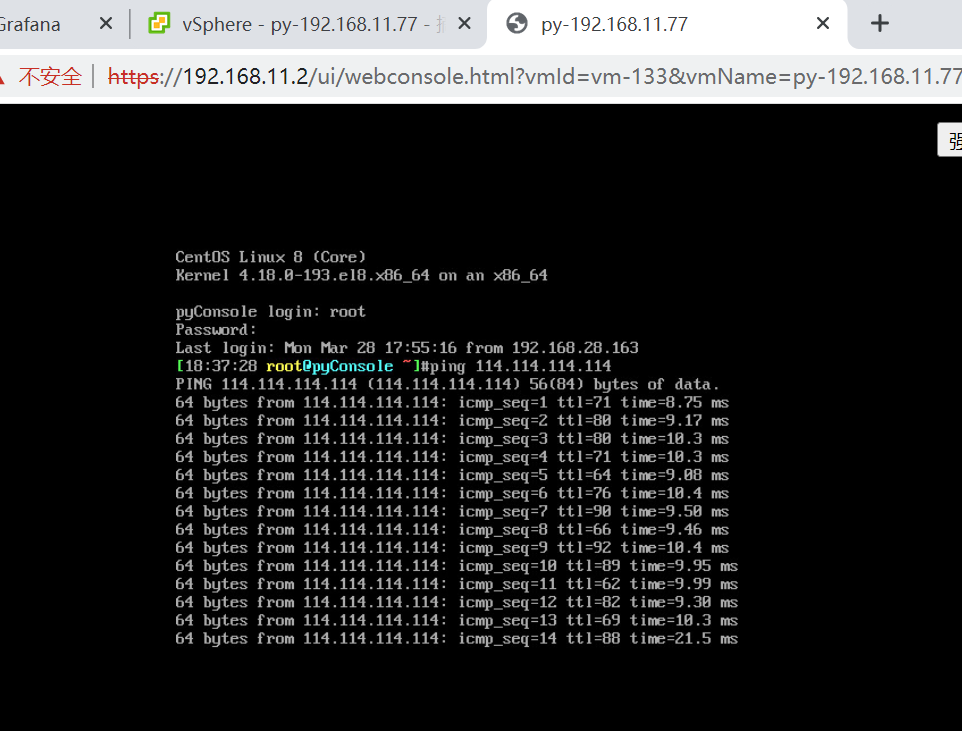 Grafana
vSphere - py-192.168.11.77 -
py-192.168.11.77
不安全 https://192.168.11.2/ui/webconsole.html?vmId=vm-133&vmName=py-192.168.11.77
强
CentOS Linux 8 (Core)
Kernel 4.18.0-193.el8.x86_64 on an x86_64
pyConsole login: root
Password:
Last login: Mon Mar 28 17:55:16 from 192.168.28.163
[18:37:28 root@pyConsole ~]#ping 114.114.114.114
PING 114.114.114.114 (114.114.114.114) 56(84) bytes of data.
64 bytes from 114.114.114.114: icmp_seq=1 ttl=71 time=8.75 ms
64 bytes from 114.114.114.114: icmp_seq=2 ttl=80 time=9.17 ms
64 bytes from 114.114.114.114: icmp_seq=3 ttl=80 time=10.3 ms
64 bytes from 114.114.114.114: icmp_seq=4 ttl=71 time=10.3 ms
64 bytes from 114.114.114.114: icmp_seq=5 ttl=64 time=9.08 ms
64 bytes from 114.114.114.114: icmp_seq=6 ttl=76 time=10.4 ms
64 bytes from 114.114.114.114: icmp_seq=7 ttl=90 time=9.50 ms
64 bytes from 114.114.114.114: icmp_seq=8 ttl=66 time=9.46 ms
64 bytes from 114.114.114.114: icmp_seq=9 ttl=92 time=10.4 ms
64 bytes from 114.114.114.114: icmp_seq=10 ttl=89 time=9.95 ms
64 bytes from 114.114.114.114: icmp_seq=11 ttl=62 time=9.99 ms
64 bytes from 114.114.114.114: icmp_seq=12 ttl=82 time=9.30 ms
64 bytes from 114.114.114.114: icmp_seq=13 ttl=69 time=10.3 ms
64 bytes from 114.114.114.114: icmp_seq=14 ttl=88 time=21.5 ms